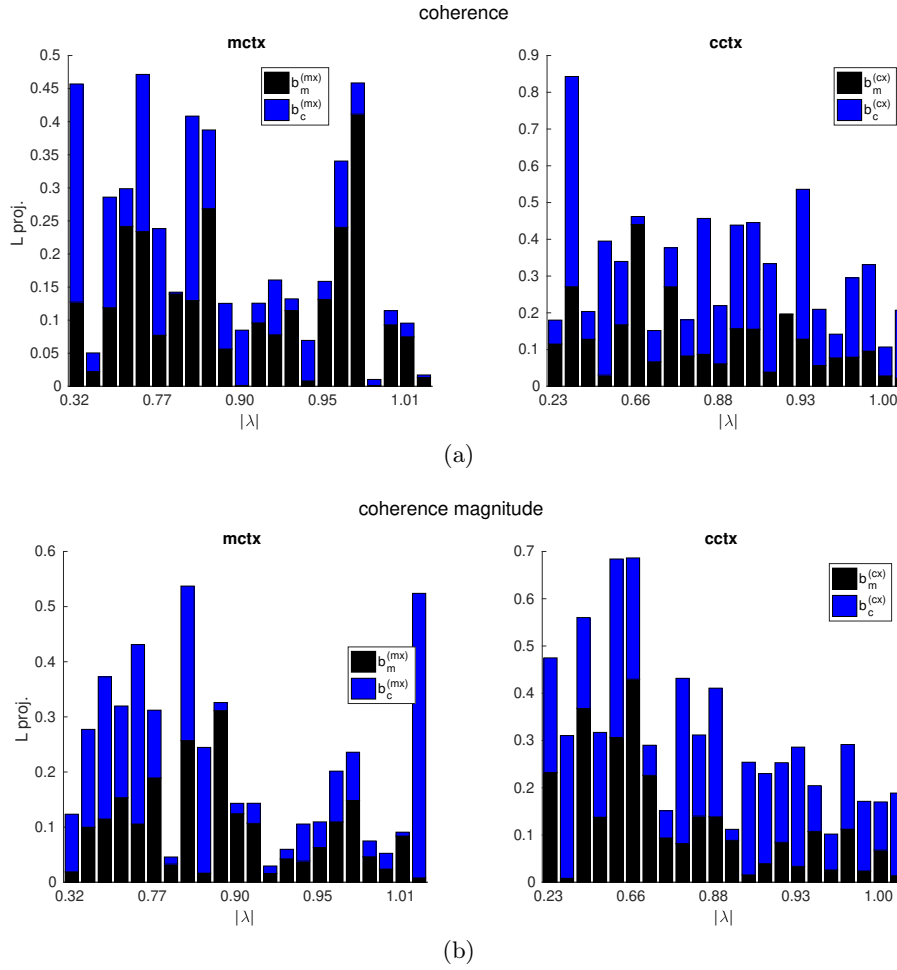 coherence
mctx
0.5
0.45
0.4
0.35
0.3
0.25
0.2
0.15
0.1
0.05
0
L proj.
b_m^(mx)
b_c^(mx)
0.32 0.77 0.90 0.95 1.01
|λ|
cctx
0.9
0.8
0.7
0.6
0.5
0.4
0.3
0.2
0.1
0
b_m^(cx)
b_c^(cx)
0.23 0.66 0.88 0.93 1.00
|λ|
(a)
coherence magnitude
mctx
0.6
0.5
0.4
0.3
0.2
0.1
0
L proj.
b_m^(mx)
b_c^(mx)
0.32 0.77 0.90 0.95 1.01
|λ|
cctx
0.7
0.6
0.5
0.4
0.3
0.2
0.1
0
b_m^(cx)
b_c^(cx)
0.23 0.66 0.88 0.93 1.00
|λ|
(b)